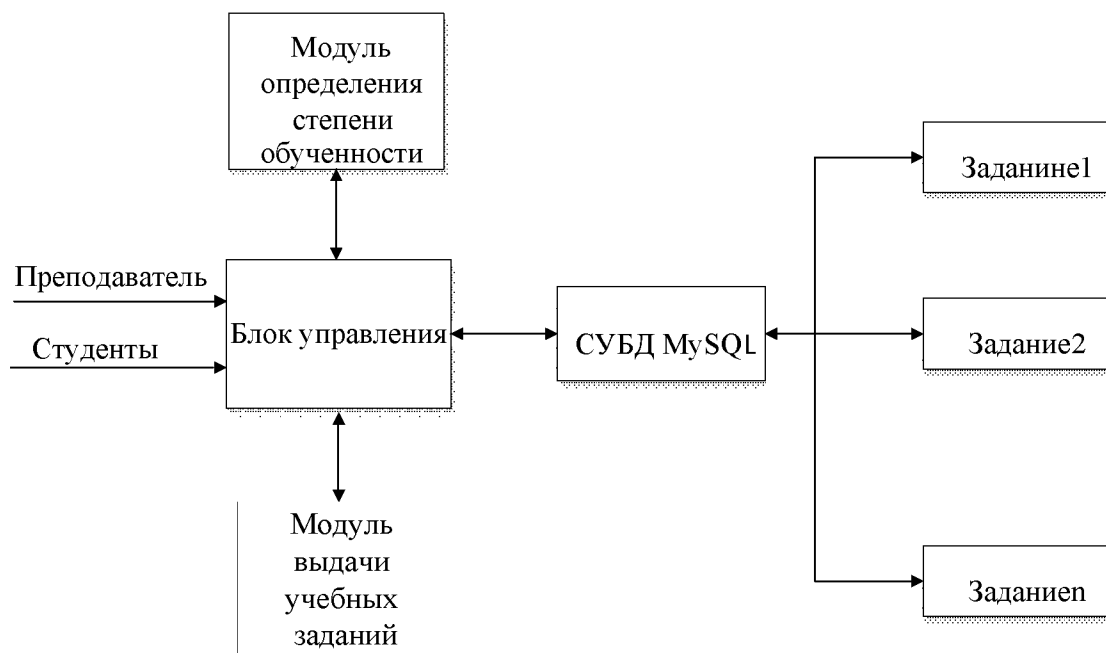 Модуль
определения
степени
обученности
Преподаватель
Студенты
Блок управления
СУБД MySQL
Заданине1
Задание2
Заданиеn
Модуль
выдачи
учебных
заданий